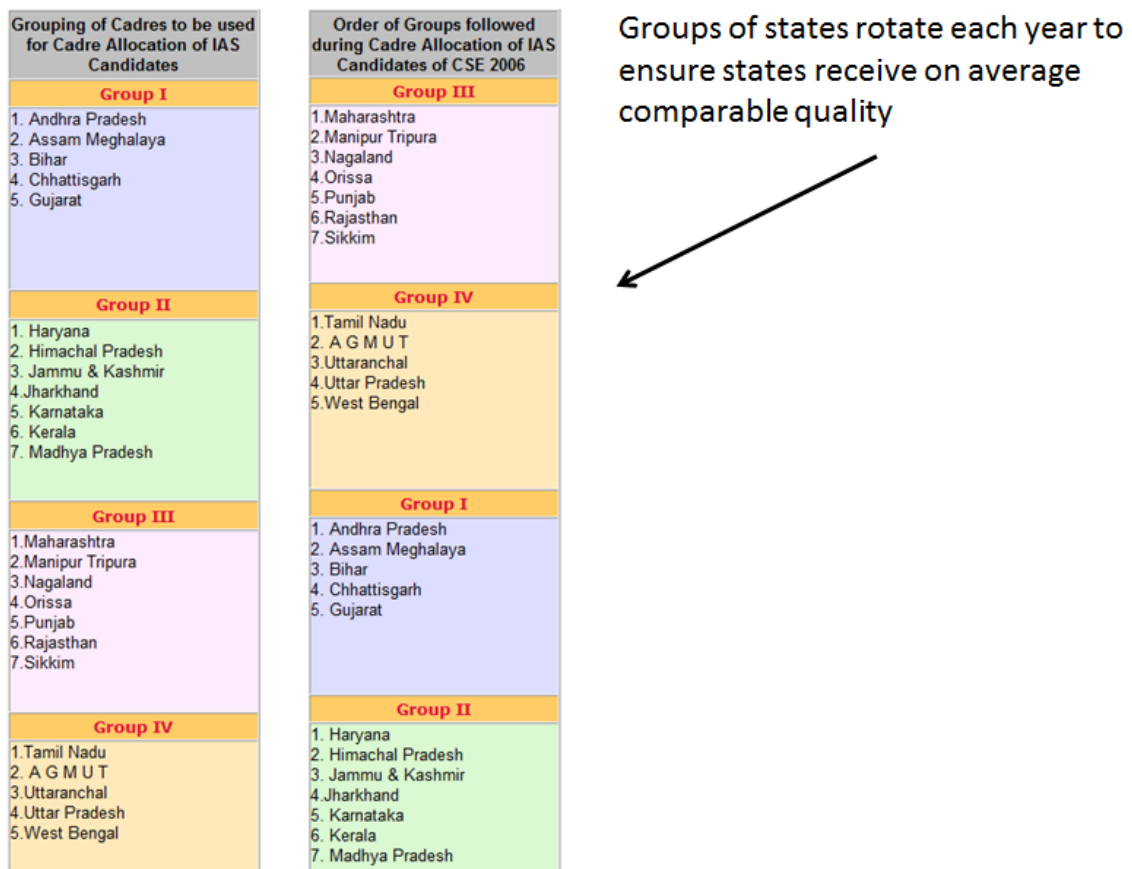 Grouping of Cadres to be used
for Cadre Allocation of IAS
Candidates
Group I
1. Andhra Pradesh
2. Assam Meghalaya
3. Bihar
4. Chhattisgarh
5. Gujarat
Group II
1. Haryana
2. Himachal Pradesh
3. Jammu & Kashmir
4.Jharkhand
5. Karnataka
6. Kerala
7. Madhya Pradesh
Group III
1.Maharashtra
2.Manipur Tripura
3.Nagaland
4.Orissa
5.Punjab
6.Rajasthan
7.Sikkim
Group IV
1.Tamil Nadu
2. A G M U T
3.Uttaranchal
4.Uttar Pradesh
5.West Bengal
Order of Groups followed
during Cadre Allocation of IAS
Candidates of CSE 2006
Group III
1.Maharashtra
2.Manipur Tripura
3.Nagaland
4.Orissa
5.Punjab
6.Rajasthan
7.Sikkim
Group IV
1.Tamil Nadu
2. A G M U T
3.Uttaranchal
4.Uttar Pradesh
5.West Bengal
Group I
1. Andhra Pradesh
2. Assam Meghalaya
3. Bihar
4. Chhattisgarh
5. Gujarat
Group II
1. Haryana
2. Himachal Pradesh
3. Jammu & Kashmir
4.Jharkhand
5. Karnataka
6. Kerala
7. Madhya Pradesh
Groups of states rotate each year to
ensure states receive on average
comparable quality